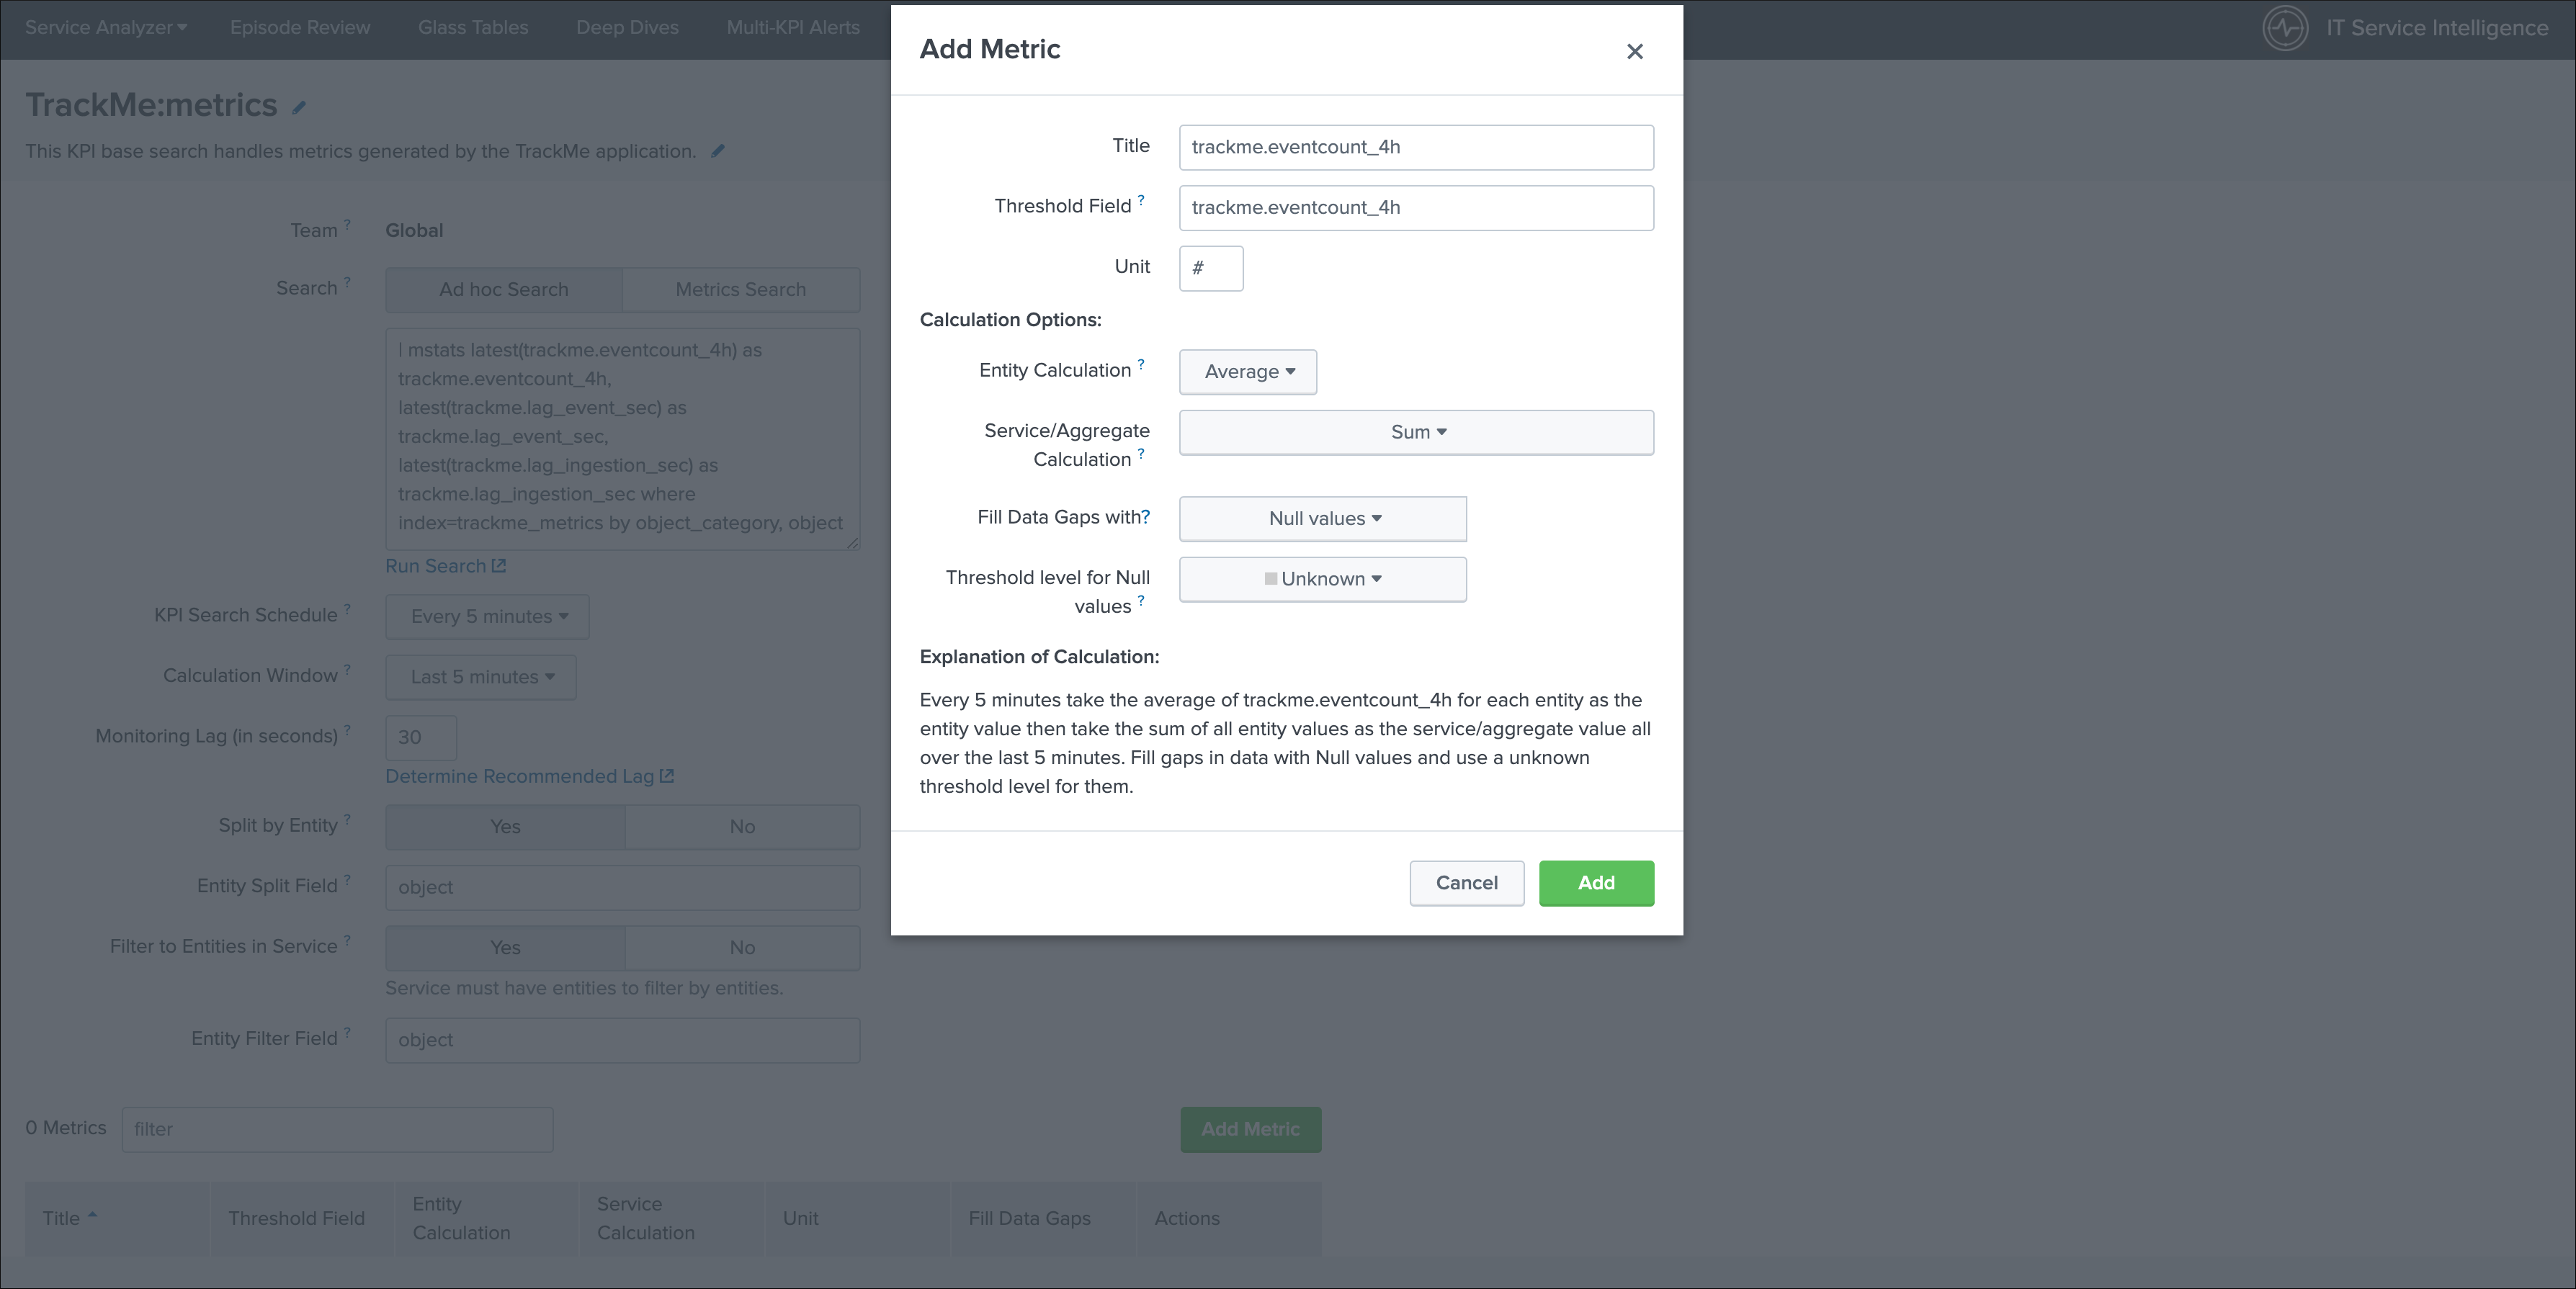 Service Analyzer Episode Review Glass Tables Deep Dives Multi-KPI Alerts IT Service Intelligence
TrackMe:metrics
This KPI base search handles metrics generated by the TrackMe application.
Team ? Global
Search ? Ad hoc Search Metrics Search
| mstats latest(trackme.eventcount_4h) as
trackme.eventcount_4h,
latest(trackme.lag_event_sec) as
trackme.lag_event_sec,
latest(trackme.lag_ingestion_sec) as
trackme.lag_ingestion_sec where
index=trackme_metrics by object_category, object
Run Search
KPI Search Schedule ? Every 5 minutes
Calculation Window ? Last 5 minutes
Monitoring Lag (in seconds) ? 30
Determine Recommended Lag
Split by Entity ? Yes No
Entity Split Field ? object
Filter to Entities in Service ? Yes No
Service must have entities to filter by entities.
Entity Filter Field ? object
0 Metrics filter Add Metric
Title Threshold Field Entity Calculation Service Calculation Unit Fill Data Gaps Actions
Add Metric
Title trackme.eventcount_4h
Threshold Field ? trackme.eventcount_4h
Unit #
Calculation Options:
Entity Calculation ? Average
Service/Aggregate
Calculation ? Sum
Fill Data Gaps with? Null values
Threshold level for Null
values ? Unknown
Explanation of Calculation:
Every 5 minutes take the average of trackme.eventcount_4h for each entity as the
entity value then take the sum of all entity values as the service/aggregate value all
over the last 5 minutes. Fill gaps in data with Null values and use a unknown
threshold level for them.
Cancel Add